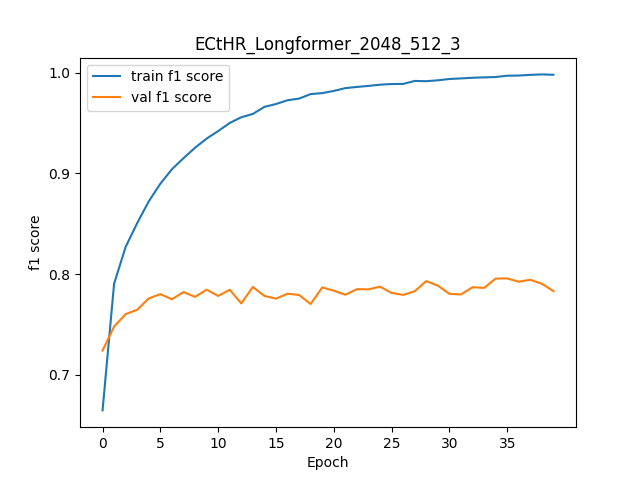 ECtHR_Longformer_2048_512_3
train f1 score
val f1 score
1.0
0.9
0.8
0.7
f1 score
0 5 10 15 20 25 30 35
Epoch